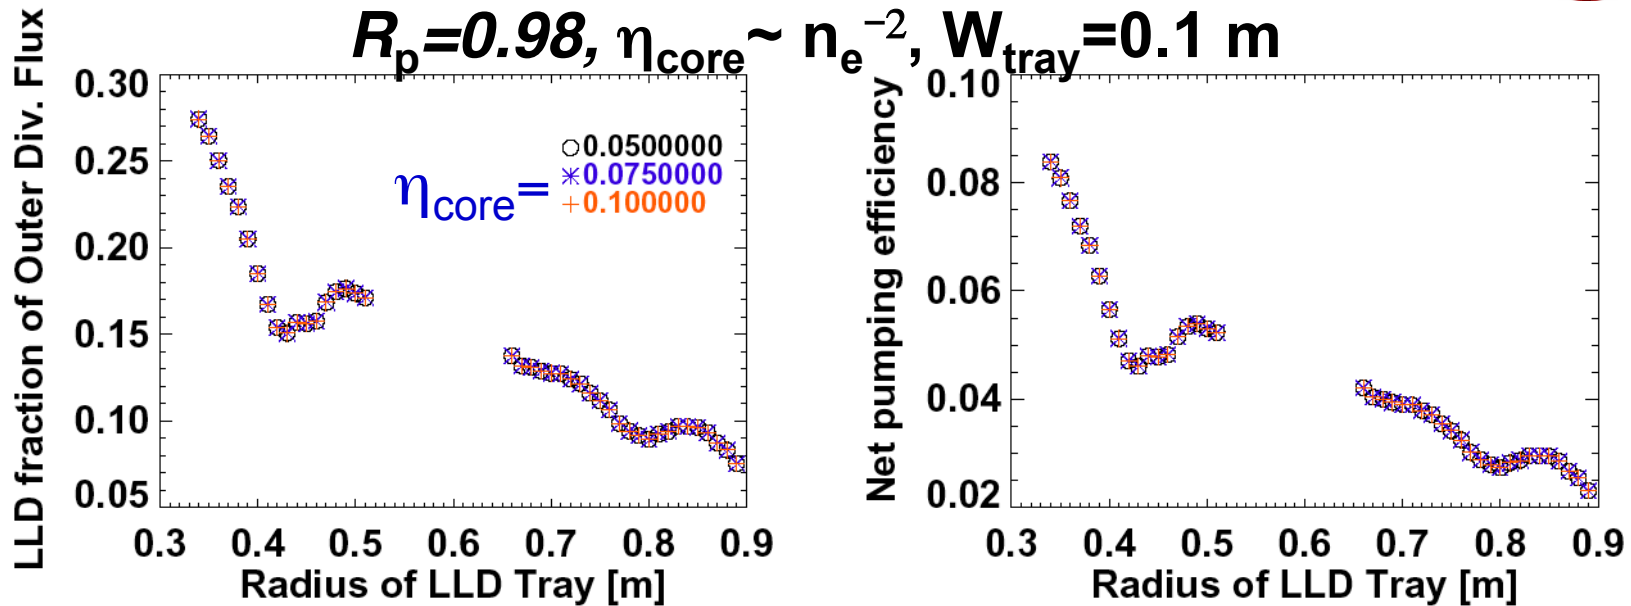 R_p=0.98, η_core~ n_e^−2, W_tray=0.1 m
LLD fraction of Outer Div. Flux
0.30
0.25
0.20
0.15
0.10
0.05
η_core=
0.0500000
0.0750000
0.100000
0.3 0.4 0.5 0.6 0.7 0.8 0.9
Radius of LLD Tray [m]
Net pumping efficiency
0.10
0.08
0.06
0.04
0.02
0.3 0.4 0.5 0.6 0.7 0.8 0.9
Radius of LLD Tray [m]